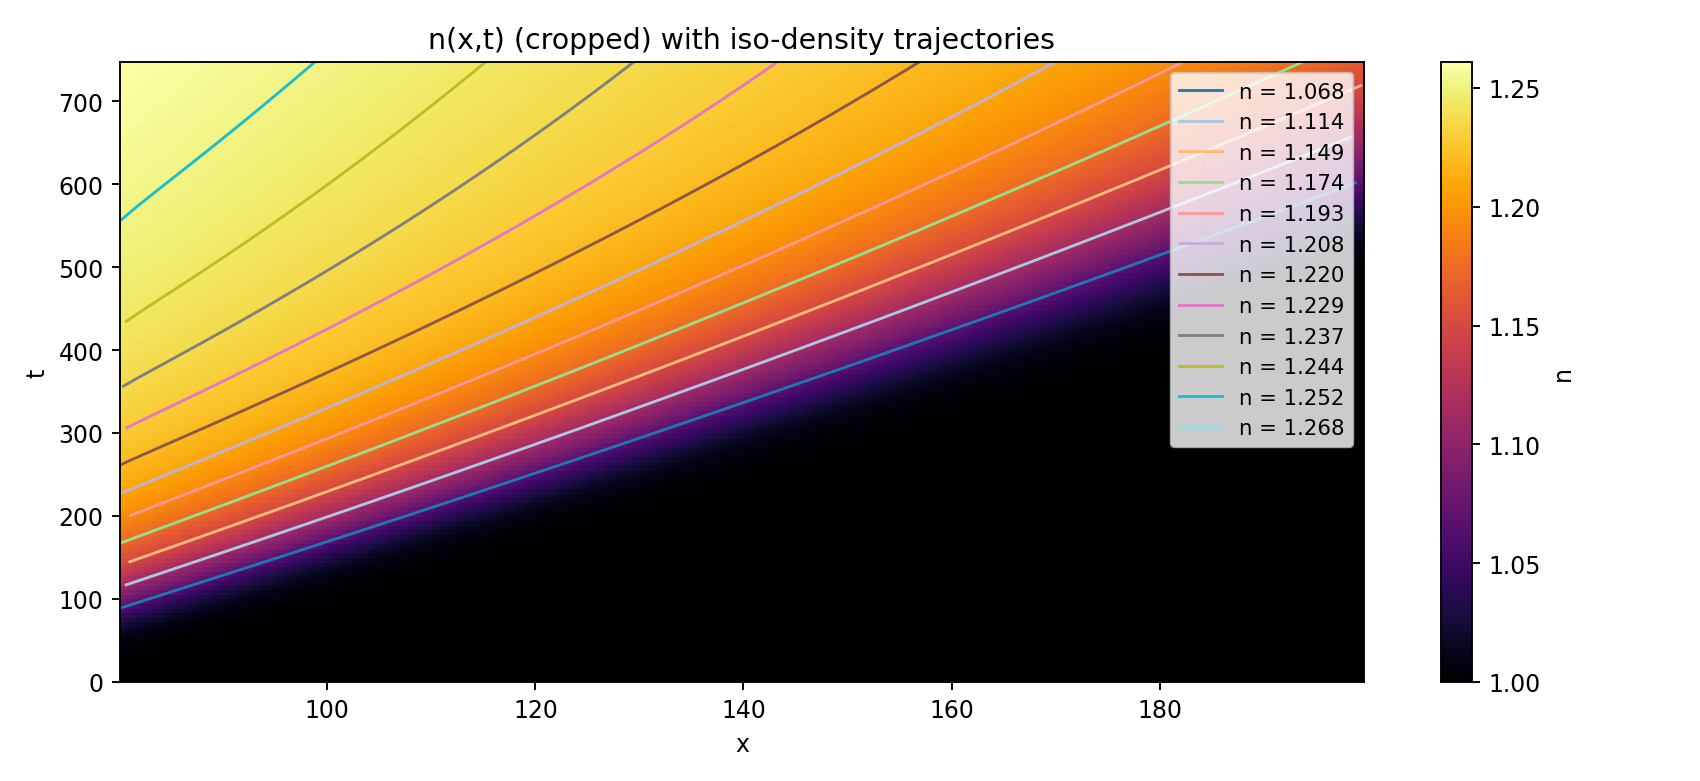 n(x,t) (cropped) with iso-density trajectories
700
600
500
400
300
200
100
0
t
100
120
140
160
180
x
n = 1.068
n = 1.114
n = 1.149
n = 1.174
n = 1.193
n = 1.208
n = 1.220
n = 1.229
n = 1.237
n = 1.244
n = 1.252
n = 1.268
1.25
1.20
1.15
1.10
1.05
1.00
n